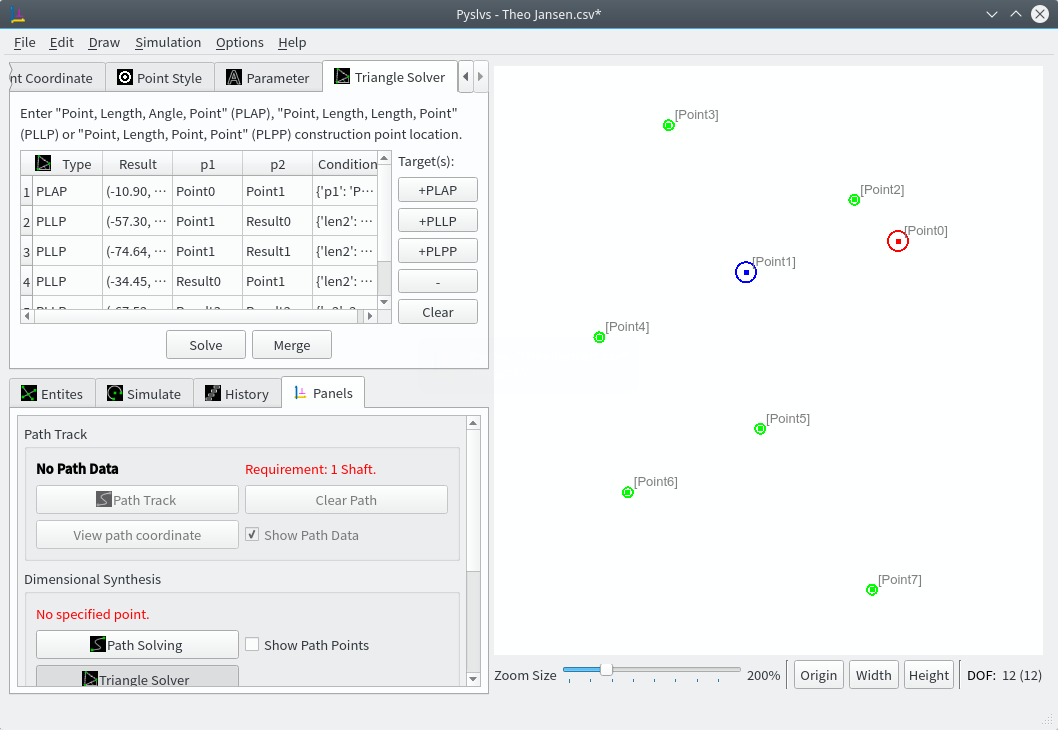 Pyslvs - Theo Jansen.csv*
File Edit Draw Simulation Options Help
nt Coordinate Point Style Parameter Triangle Solver
Enter "Point, Length, Angle, Point" (PLAP), "Point, Length, Length, Point"
(PLLP) or "Point, Length, Point, Point" (PLPP) construction point location.
Type Result p1 p2 Condition
Target(s):
1 PLAP (-10.90, ··· Point0 Point1 {'p1': 'P···
+PLAP
2 PLLP (-57.30, ··· Point1 Result0 {'len2': ···
+PLLP
3 PLLP (-74.64, ··· Point1 Result1 {'len2': ···
+PLPP
4 PLLP (-34.45, ··· Result0 Point1 {'len2': ···
-
Clear
Solve Merge
Entites Simulate History Panels
Path Track
No Path Data Requirement: 1 Shaft.
Path Track Clear Path
View path coordinate Show Path Data
Dimensional Synthesis
No specified point.
Path Solving Show Path Points
Triangle Solver
[Point3]
[Point2]
[Point0]
[Point1]
[Point4]
[Point5]
[Point6]
[Point7]
Zoom Size 200% Origin Width Height DOF: 12 (12)